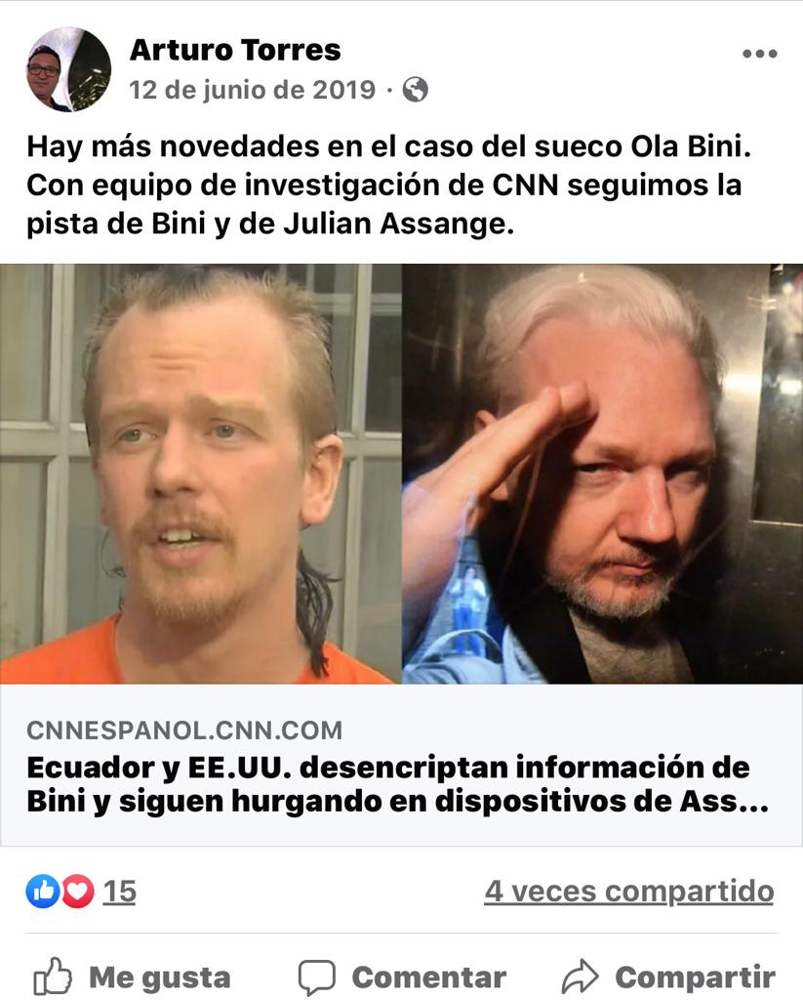 Arturo Torres
12 de junio de 2019 ·
Hay más novedades en el caso del sueco Ola Bini.
Con equipo de investigación de CNN seguimos la
pista de Bini y de Julian Assange.
CNNESPANOL.CNN.COM
Ecuador y EE.UU. desencriptan información de
Bini y siguen hurgando en dispositivos de Ass...
15
4 veces compartido
Me gusta
Comentar
Compartir